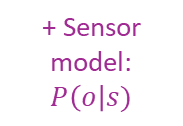 + Sensor
model:
P(o|s)